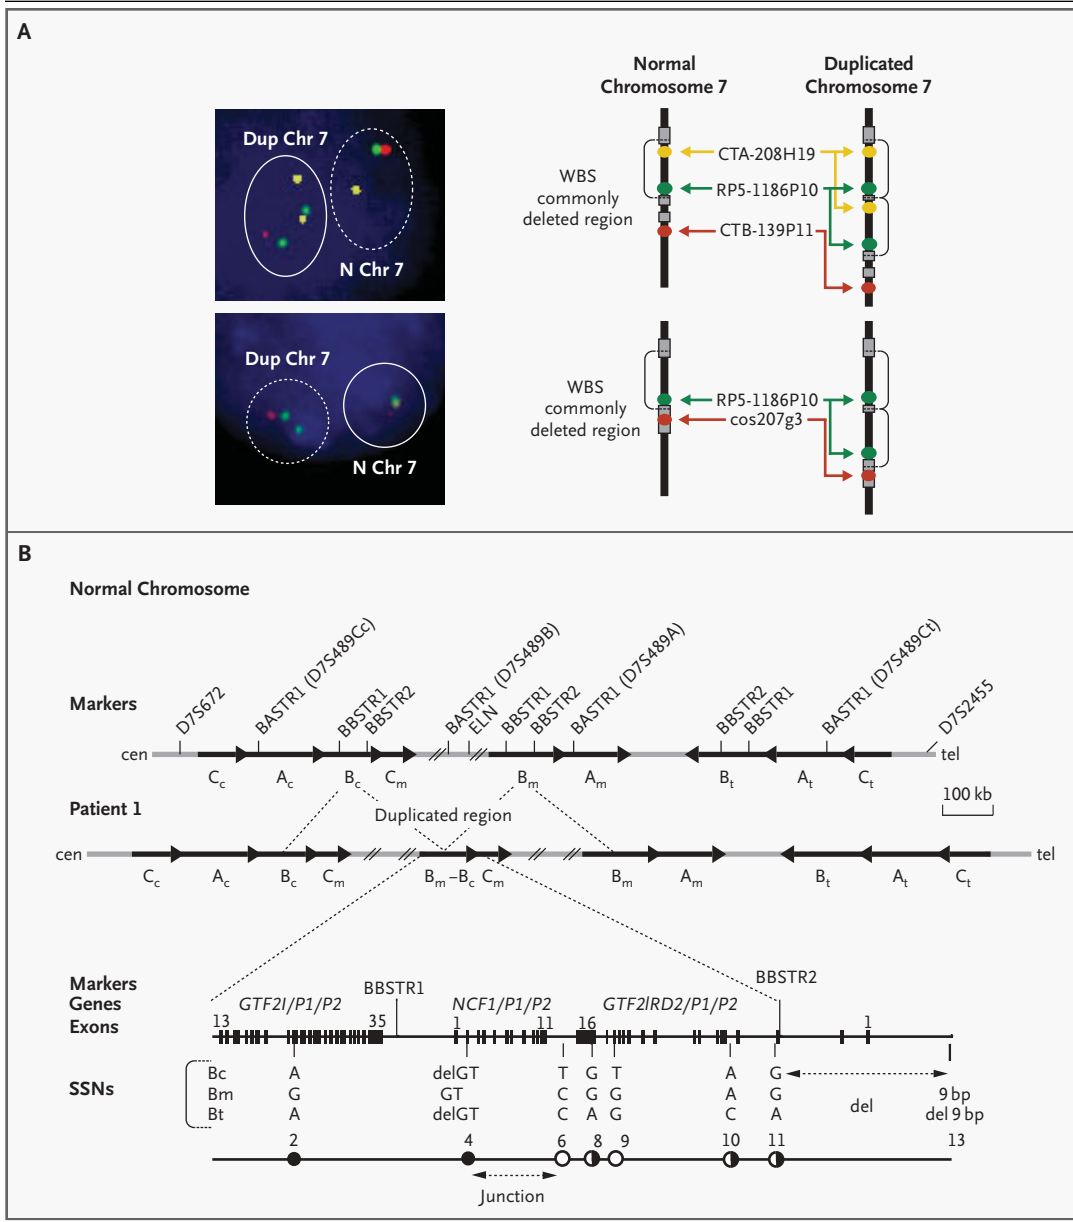 A
Normal
Chromosome 7
Duplicated
Chromosome 7
Dup Chr 7
N Chr 7
WBS
commonly
deleted region
CTA-208H19
RP5-1186P10
CTB-139P11
Dup Chr 7
N Chr 7
WBS
commonly
deleted region
RP5-1186P10
cos207g3
B
Normal Chromosome
Markers
D7S672
BASTR1 (D7S489Cc)
BBSTR1
BBSTR2
BASTR1 (D7S489B)
ELN
BBSTR1
BBSTR2
BASTR1 (D7S489A)
BBSTR2
BBSTR1
BASTR1 (D7S489Ct)
D7S2455
cen tel
Cc Ac Bc Cm Bm Am Bt At Ct
100 kb
Patient 1
Duplicated region
cen tel
Cc Ac Bc Cm Bm–Bc Cm Bm Am Bt At Ct
Markers BBSTR1 BBSTR2
Genes GTF2I/P1/P2 NCF1/P1/P2 GTF2IRD2/P1/P2
Exons 13 35 1 11 16 1
SSNs
Bc A delGT T G T A G
Bm G GT C G G A G del 9 bp
Bt A delGT C A G C A del 9 bp
2 4 6 8 9 10 11 13
Junction